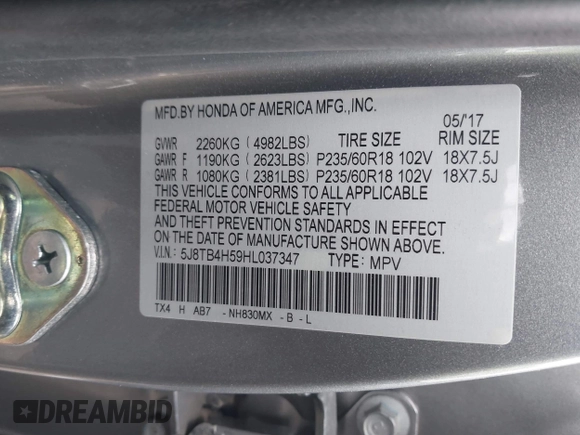 MFD.BY HONDA OF AMERICA MFG.,INC.
05/'17
GVWR 2260KG (4982LBS) TIRE SIZE RIM SIZE
GAWR F 1190KG (2623LBS) P235/60R18 102V 18X7.5J
GAWR R 1080KG (2381LBS) P235/60R18 102V 18X7.5J
THIS VEHICLE CONFORMS TO ALL APPLICABLE
FEDERAL MOTOR VEHICLE SAFETY
AND THEFT PREVENTION STANDARDS IN EFFECT
ON THE DATE OF MANUFACTURE SHOWN ABOVE.
V.I.N.: 5J8TB4H59HL037347 TYPE: MPV
TX4 H AB7 -NH830MX -B -L
DREAMBID